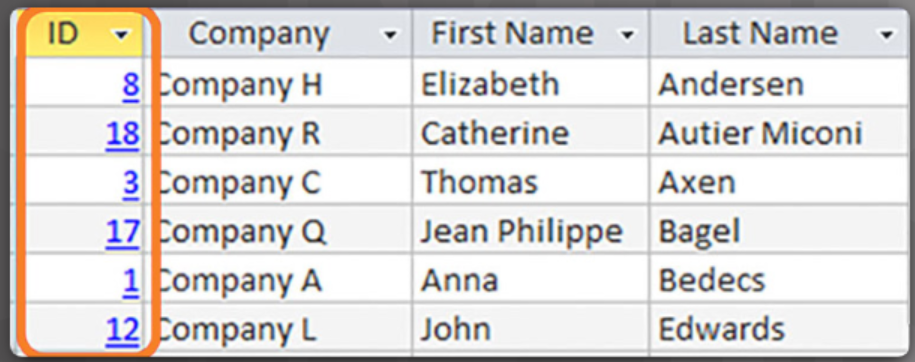 ID Company First Name Last Name
8 Company H Elizabeth Andersen
18 Company R Catherine Autier Miconi
3 Company C Thomas Axen
17 Company Q Jean Philippe Bagel
1 Company A Anna Bedecs
12 Company L John Edwards